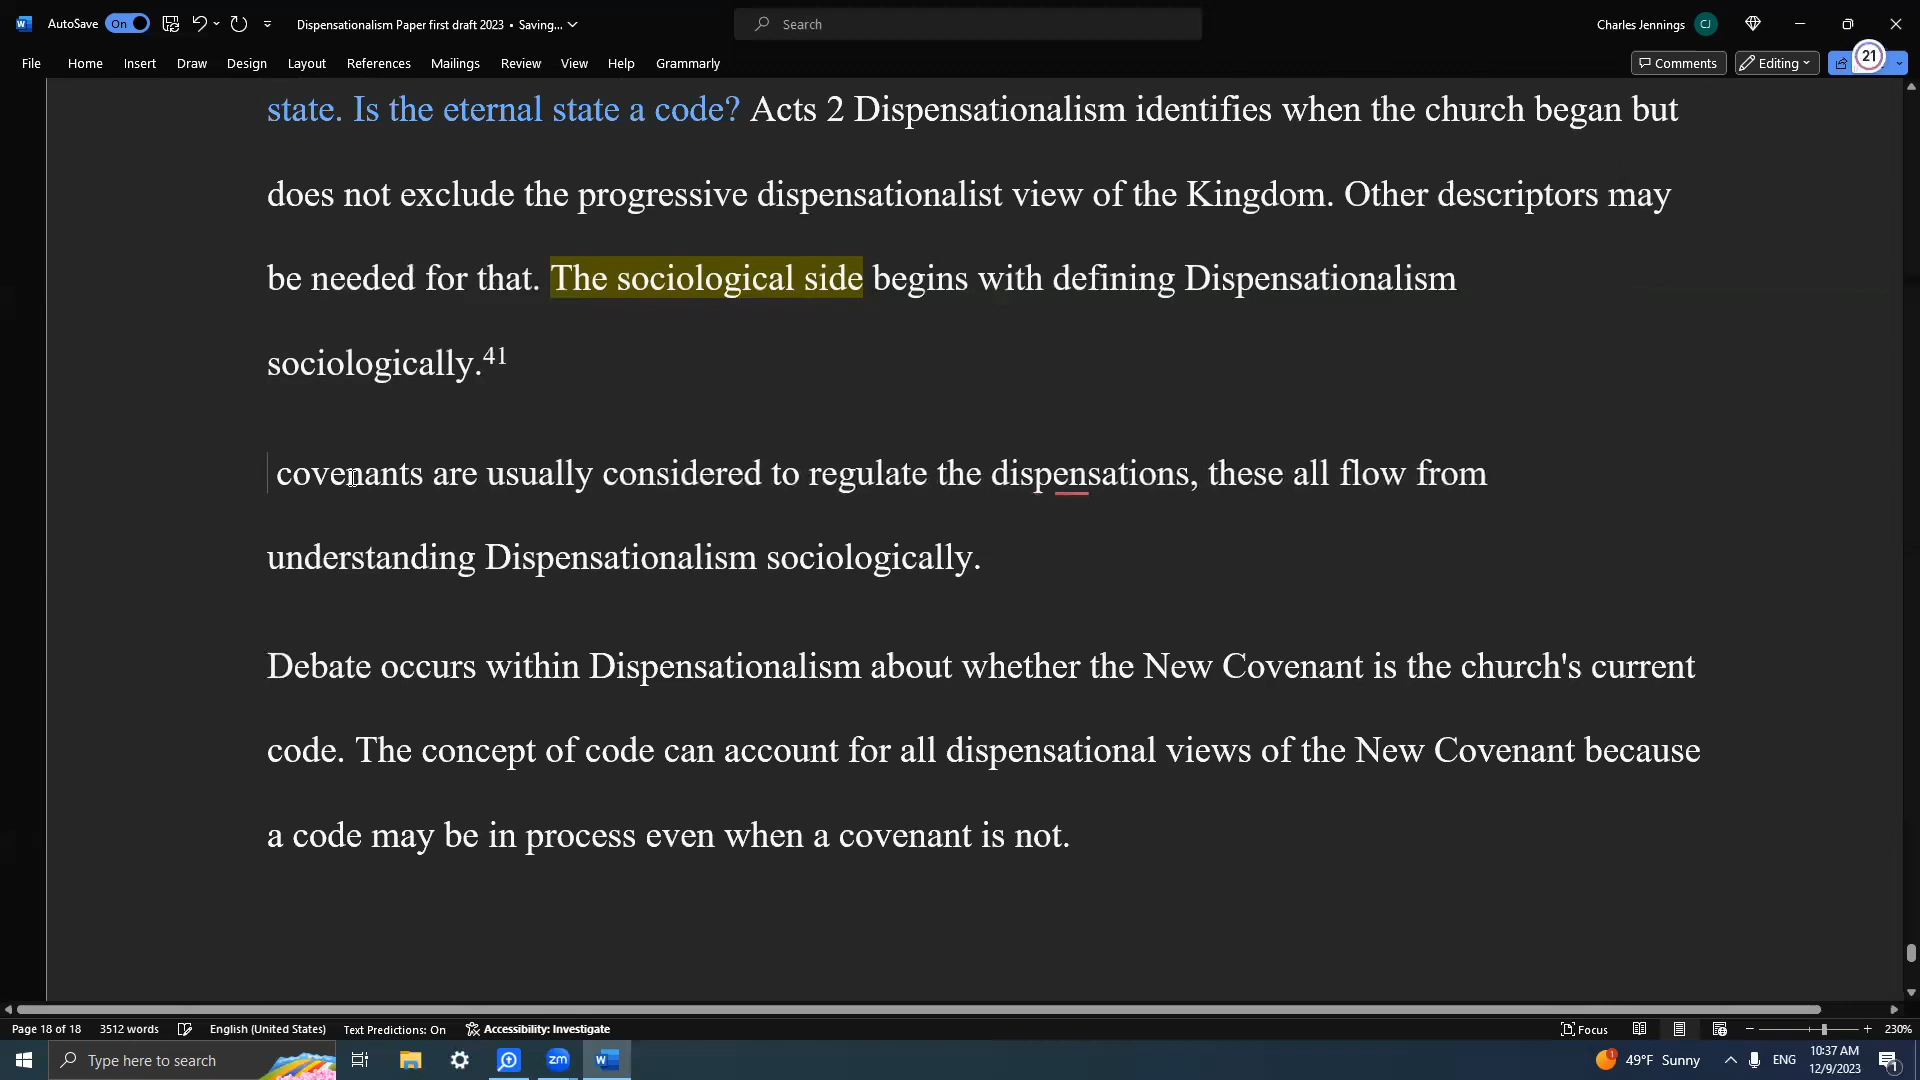 AutoSave On Dispensationalism Paper first draft 2023 • Saving... Search Charles Jennings CJ
File Home Insert Draw Design Layout References Mailings Review View Help Grammarly Comments Editing 21
state. Is the eternal state a code? Acts 2 Dispensationalism identifies when the church began but
does not exclude the progressive dispensationalist view of the Kingdom. Other descriptors may
be needed for that. The sociological side begins with defining Dispensationalism
sociologically.41
covenants are usually considered to regulate the dispensations, these all flow from
understanding Dispensationalism sociologically.
Debate occurs within Dispensationalism about whether the New Covenant is the church's current
code. The concept of code can account for all dispensational views of the New Covenant because
a code may be in process even when a covenant is not.
Page 18 of 18 3512 words English (United States) Text Predictions: On Accessibility: Investigate Focus 230%
Type here to search zm W 1 49°F Sunny ENG 10:37 AM 1
12/9/2023